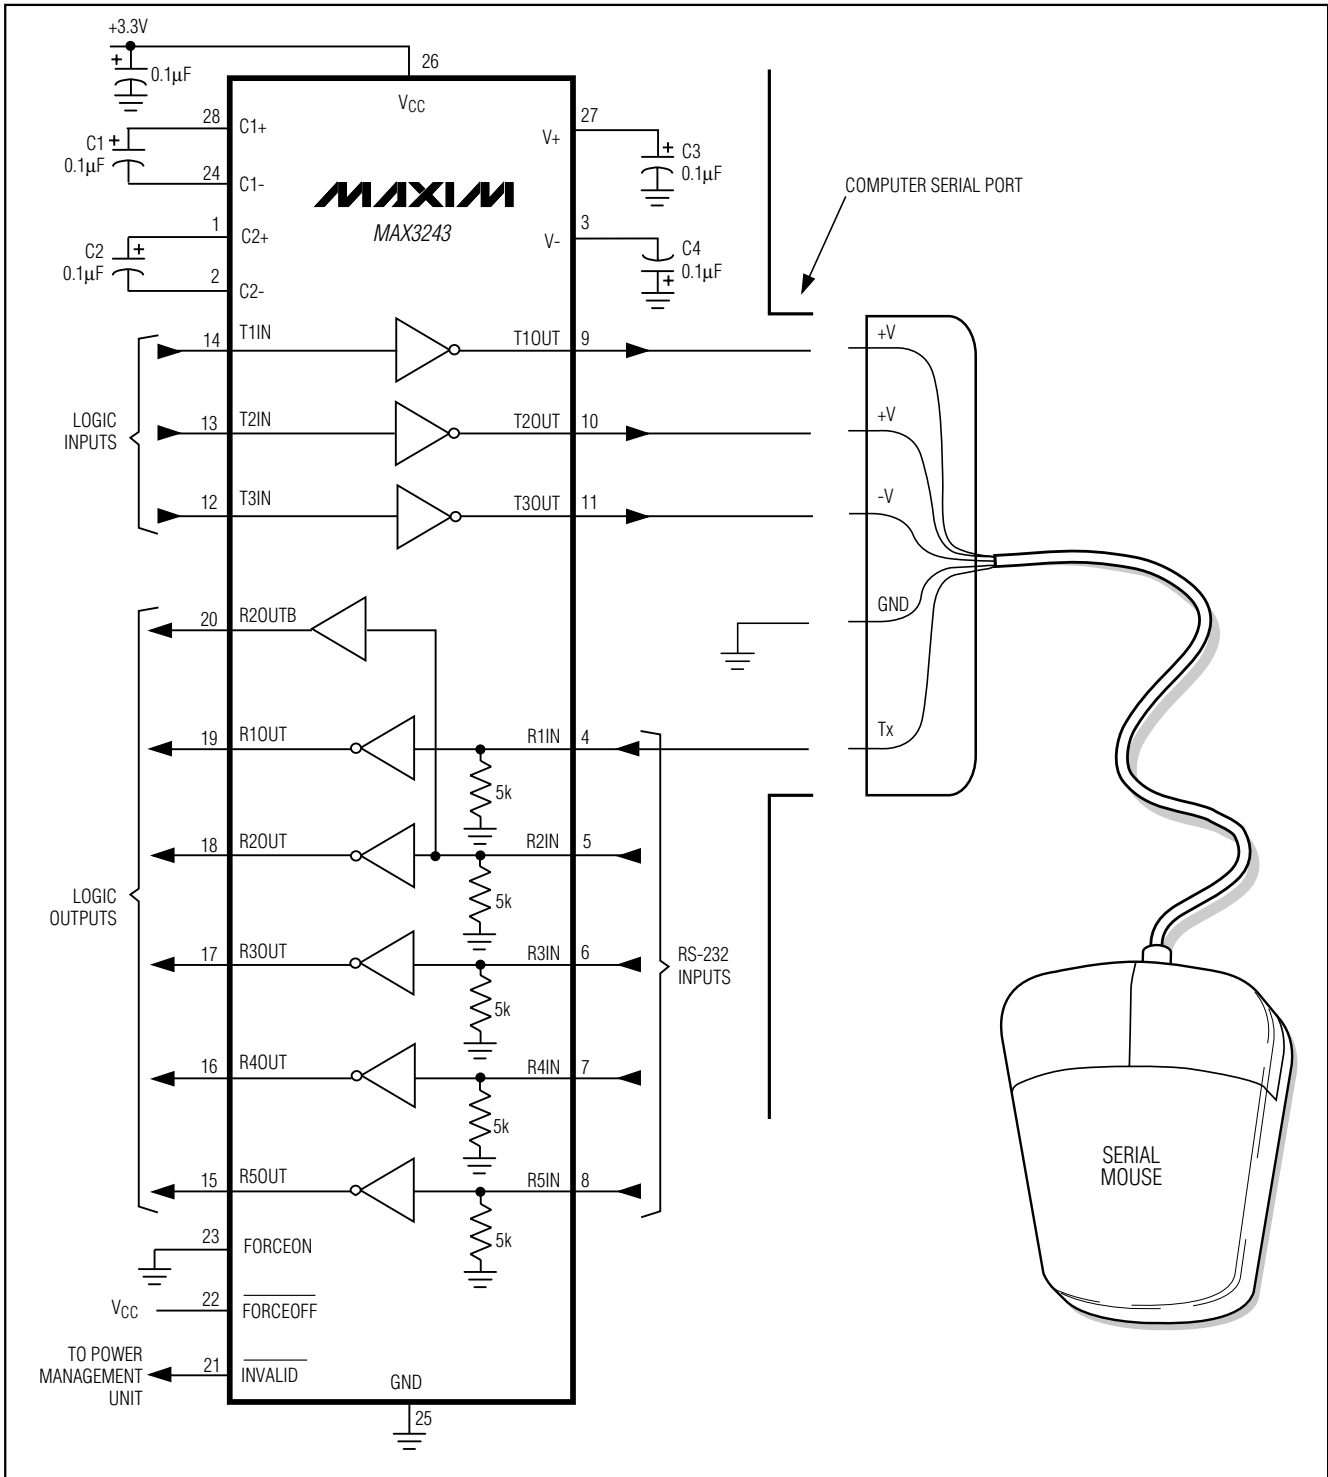 +3.3V
0.1µF
26
VCC
28
C1+
C1
0.1µF
24
C1-
1
C2+
C2
0.1µF
2
C2-
MAXIM
MAX3243
27
V+
C3
0.1µF
3
V-
C4
0.1µF
COMPUTER SERIAL PORT
LOGIC
INPUTS
14
T1IN
T1OUT
9
+V
13
T2IN
T2OUT
10
+V
12
T3IN
T3OUT
11
-V
20
R2OUTB
GND
19
R1OUT
R1IN
4
Tx
5k
18
R2OUT
R2IN
5
5k
LOGIC
OUTPUTS
17
R3OUT
R3IN
6
5k
RS-232
INPUTS
16
R4OUT
R4IN
7
5k
15
R5OUT
R5IN
8
5k
SERIAL
MOUSE
23
FORCEON
VCC
22
FORCEOFF
TO POWER
MANAGEMENT
UNIT
21
INVALID
GND
25